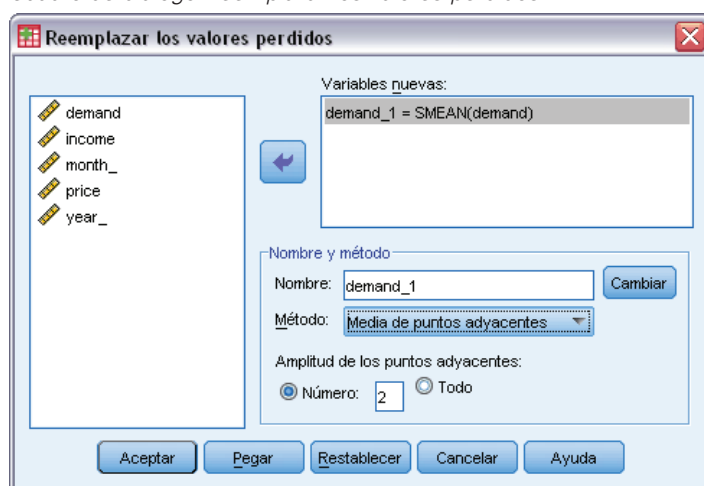 Reemplazar los valores perdidos
Variables nuevas:
demand
income
month_
price
year_
demand_1 = SMEAN(demand)
Nombre y método
Nombre: demand_1 Cambiar
Método: Media de puntos adyacentes
Amplitud de los puntos adyacentes:
Número: 2 Todo
Aceptar Pegar Restablecer Cancelar Ayuda